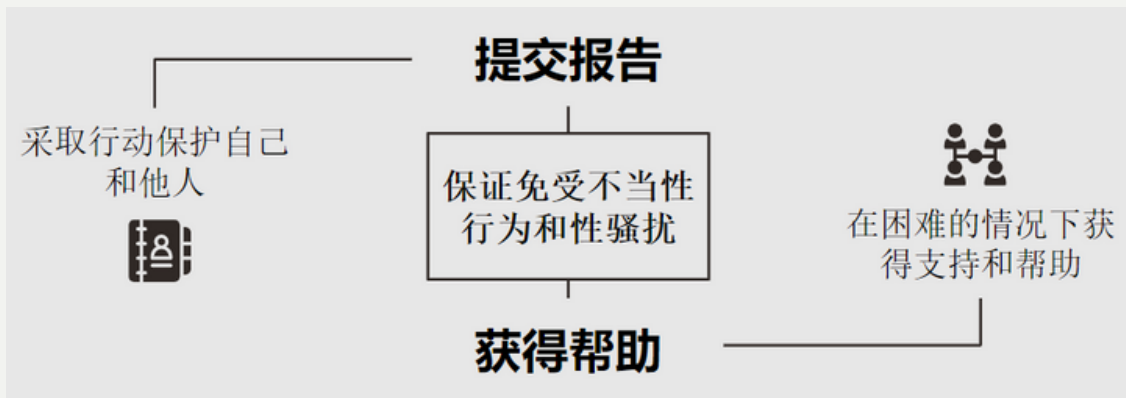 提交报告
采取行动保护自己
和他人
保证免受不当性
行为和性骚扰
在困难的情况下获
得支持和帮助
获得帮助